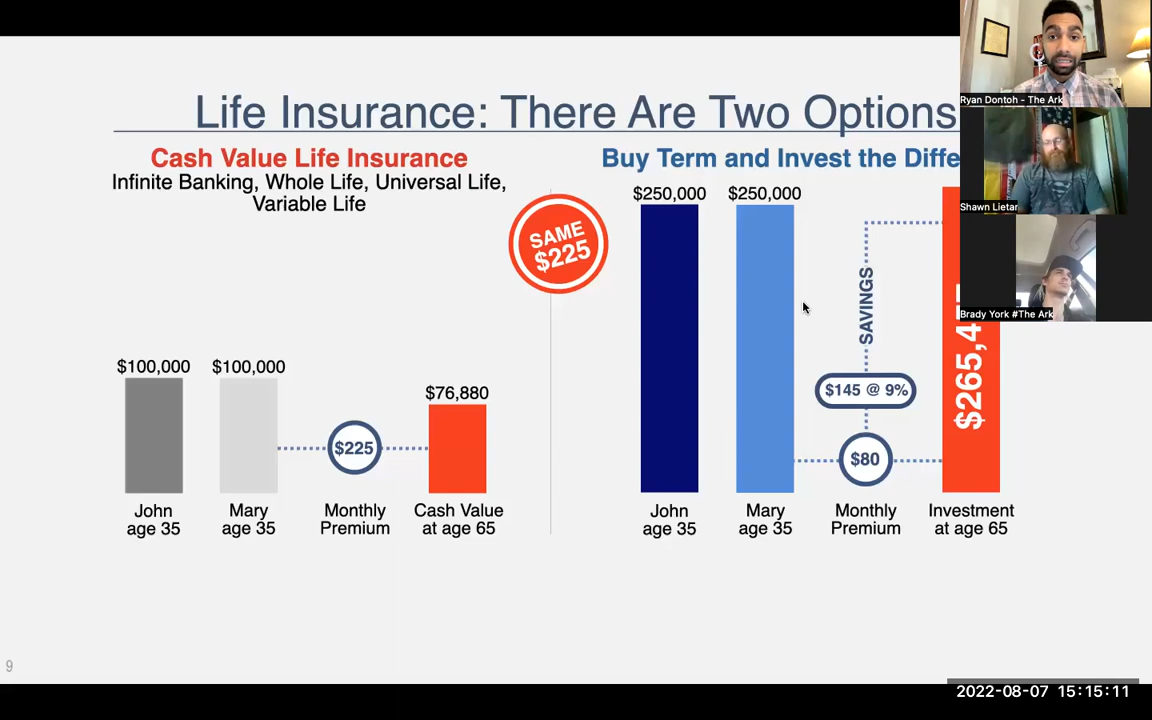 Life Insurance: There Are Two Options
Cash Value Life Insurance
Infinite Banking, Whole Life, Universal Life,
Variable Life
SAME
$225
$100,000
$100,000
$76,880
$225
John
age 35
Mary
age 35
Monthly
Premium
Cash Value
at age 65
Buy Term and Invest the
$250,000
$250,000
SAVINGS
$145 @ 9%
$80
John
age 35
Mary
age 35
Monthly
Premium
Investment
at age 65
9
Ryan Dontoh - The Ark
Shawn Lietar
Brady York #The Ark
2022-08-07 15:15:11